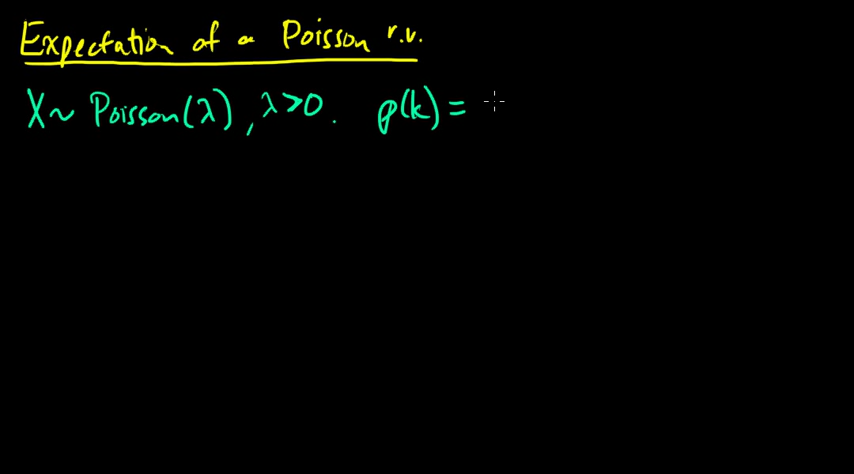 Expectation of a Poisson r.v.
X~ Poisson(λ), λ>0. p(k) =